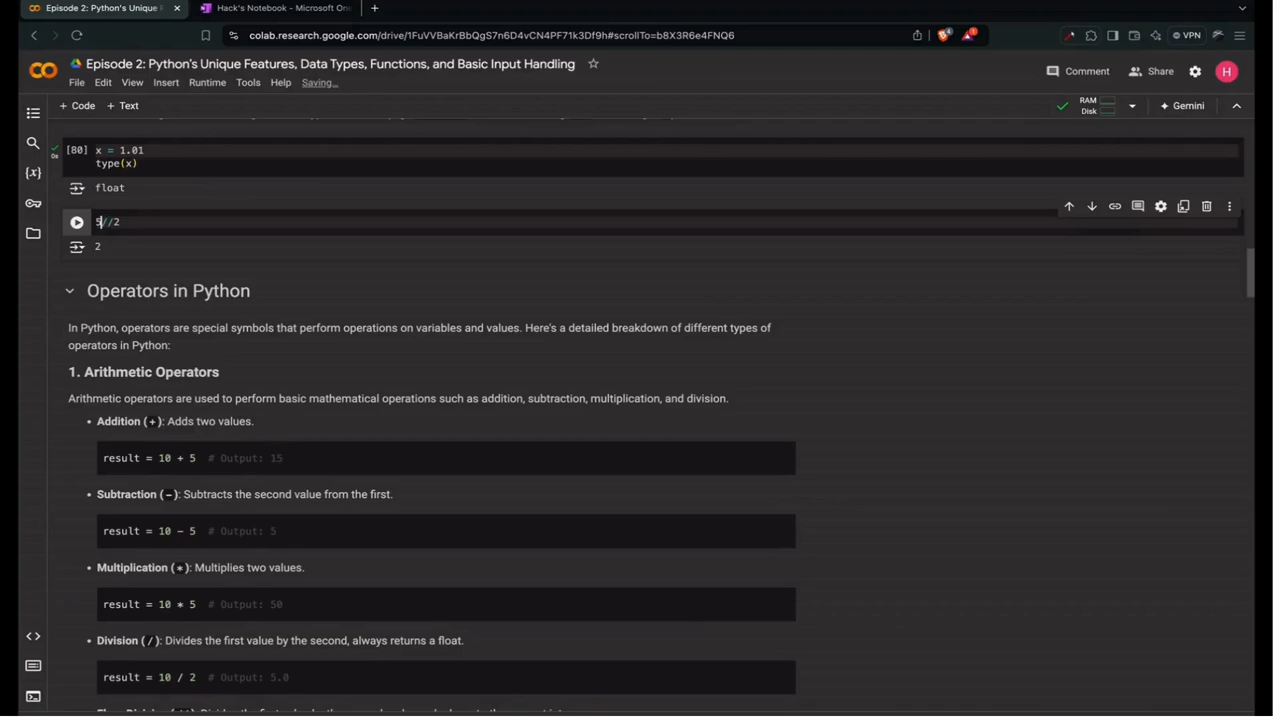 Episode 2: Python's Unique F
Hack's Notebook - Microsoft One
colab.research.google.com/drive/1FuVVBaKrBbQgS7n6D4vCN4PF71k3Df9h#scrollTo=b8X3R6e4FNQ6
VPN
Episode 2: Python's Unique Features, Data Types, Functions, and Basic Input Handling
Comment
Share
H
File Edit View Insert Runtime Tools Help Saving...
+ Code + Text
RAM
Disk
Gemini
[80] x = 1.01
0s
type(x)
float
5//2
2
Operators in Python
In Python, operators are special symbols that perform operations on variables and values. Here's a detailed breakdown of different types of
operators in Python:
1. Arithmetic Operators
Arithmetic operators are used to perform basic mathematical operations such as addition, subtraction, multiplication, and division.
• Addition (+): Adds two values.
result = 10 + 5 # Output: 15
• Subtraction (−): Subtracts the second value from the first.
result = 10 − 5 # Output: 5
• Multiplication (*): Multiplies two values.
result = 10 * 5 # Output: 50
• Division (/): Divides the first value by the second, always returns a float.
result = 10 / 2 # Output: 5.0